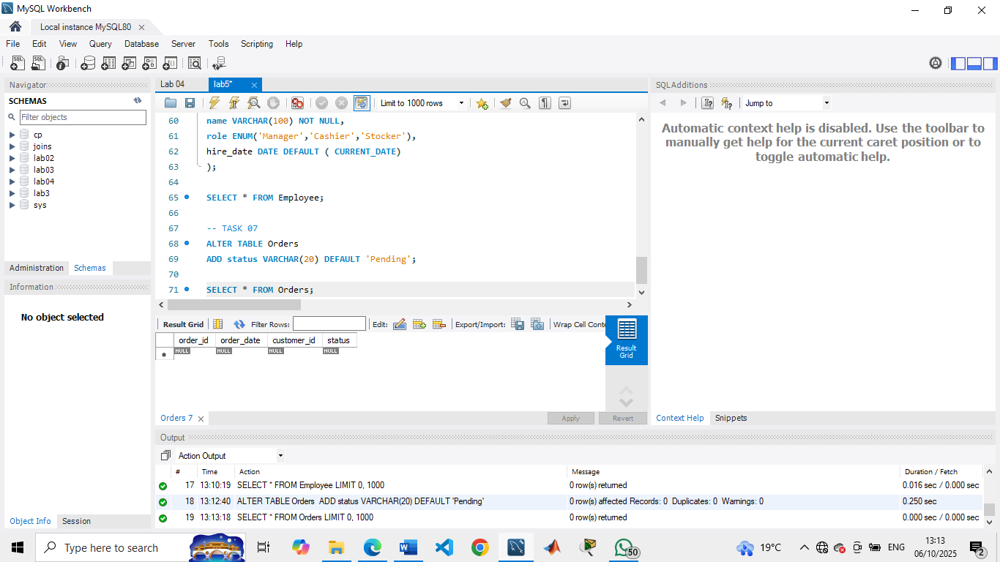 MySQL Workbench
Local instance MySQL80
File Edit View Query Database Server Tools Scripting Help
Navigator
SCHEMAS
Filter objects
cp
joins
lab02
lab03
lab04
lab3
sys
Administration Schemas
Information
No object selected
Object Info Session
Lab 04 lab5*
Limit to 1000 rows
60 name VARCHAR(100) NOT NULL,
61 role ENUM('Manager','Cashier','Stocker'),
62 hire_date DATE DEFAULT ( CURRENT_DATE)
63 );
64
65 SELECT * FROM Employee;
66
67 -- TASK 07
68 ALTER TABLE Orders
69 ADD status VARCHAR(20) DEFAULT 'Pending';
70
71 SELECT * FROM Orders;
Result Grid Filter Rows: Edit: Export/Import: Wrap Cell Conte
order_id order_date customer_id status
NULL NULL NULL NULL
Result
Grid
Orders 7 Apply Revert
SQLAdditions
Jump to
Automatic context help is disabled. Use the toolbar to
manually get help for the current caret position or to
toggle automatic help.
Context Help Snippets
Output
Action Output
# Time Action Message Duration / Fetch
17 13:10:19 SELECT * FROM Employee LIMIT 0, 1000 0 row(s) returned 0.016 sec / 0.000 sec
18 13:12:40 ALTER TABLE Orders ADD status VARCHAR(20) DEFAULT 'Pending' 0 row(s) affected Records: 0 Duplicates: 0 Warnings: 0 0.250 sec
19 13:13:18 SELECT * FROM Orders LIMIT 0, 1000 0 row(s) returned 0.000 sec / 0.000 sec
Type here to search
50
19°C
ENG
13:13
06/10/2025
2